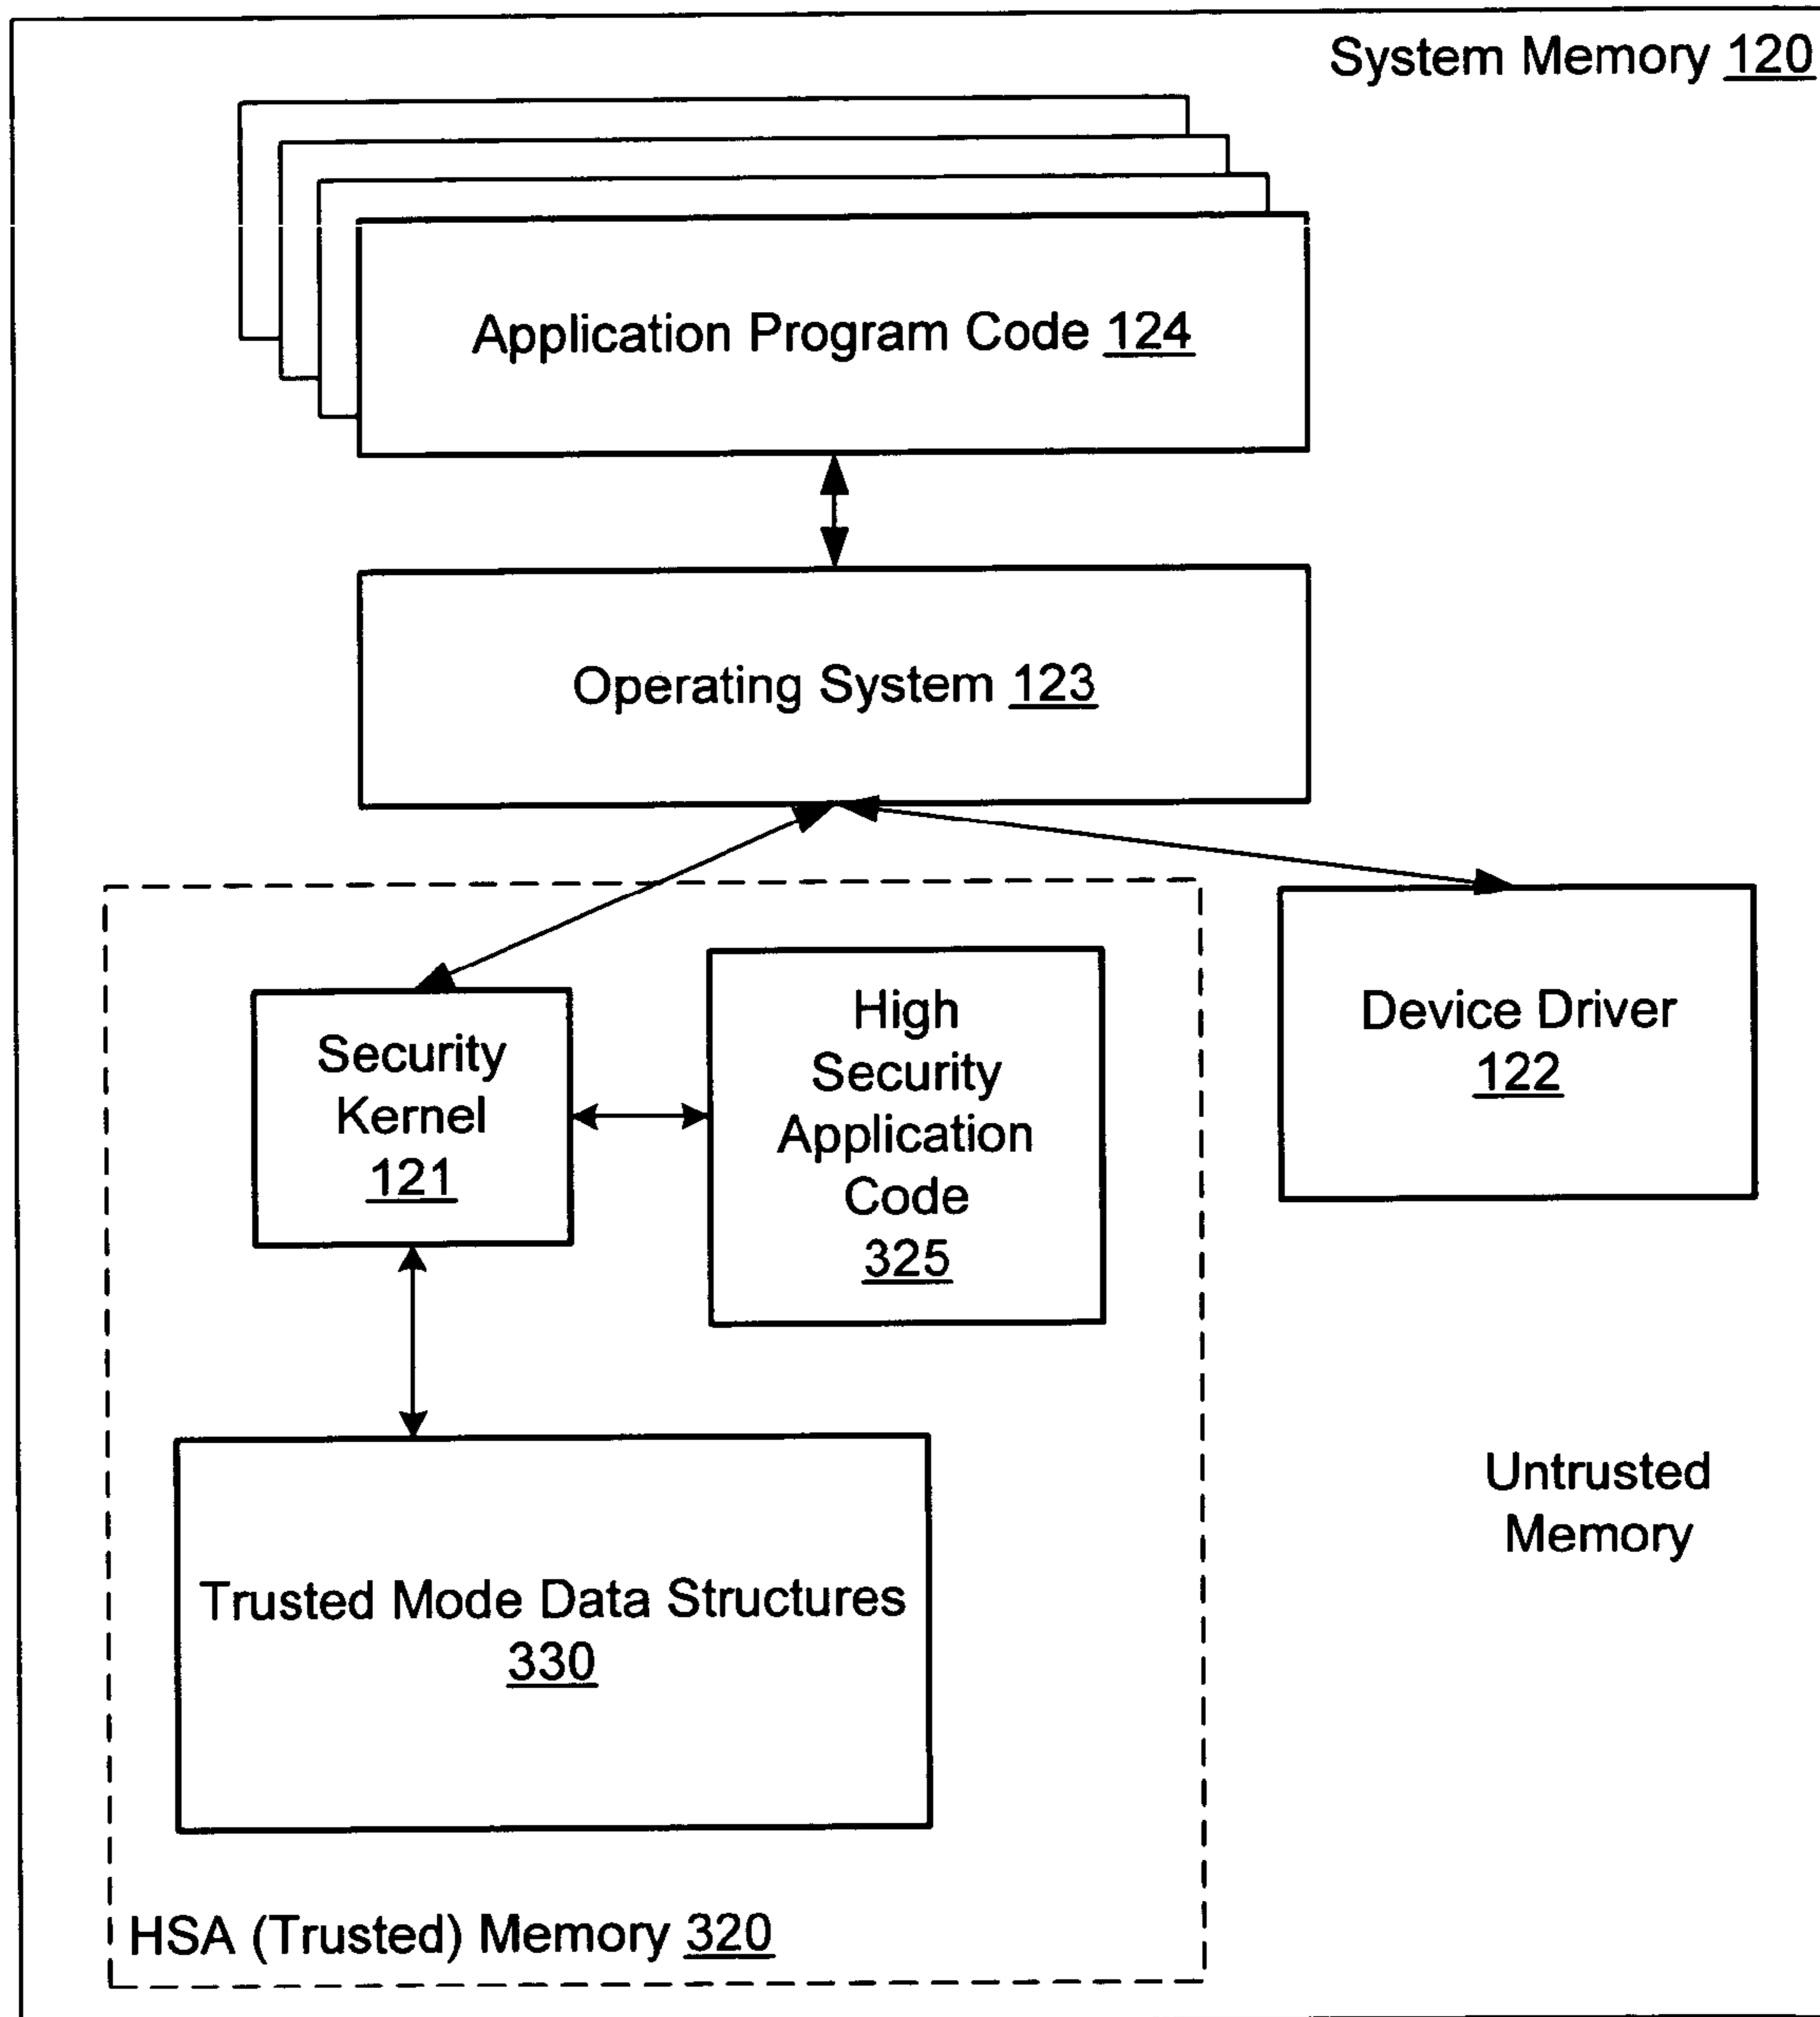 System Memory 120
Application Program Code 124
Operating System 123
Security
Kernel
121
High
Security
Application
Code
325
Device Driver
122
Trusted Mode Data Structures
330
Untrusted
Memory
HSA (Trusted) Memory 320